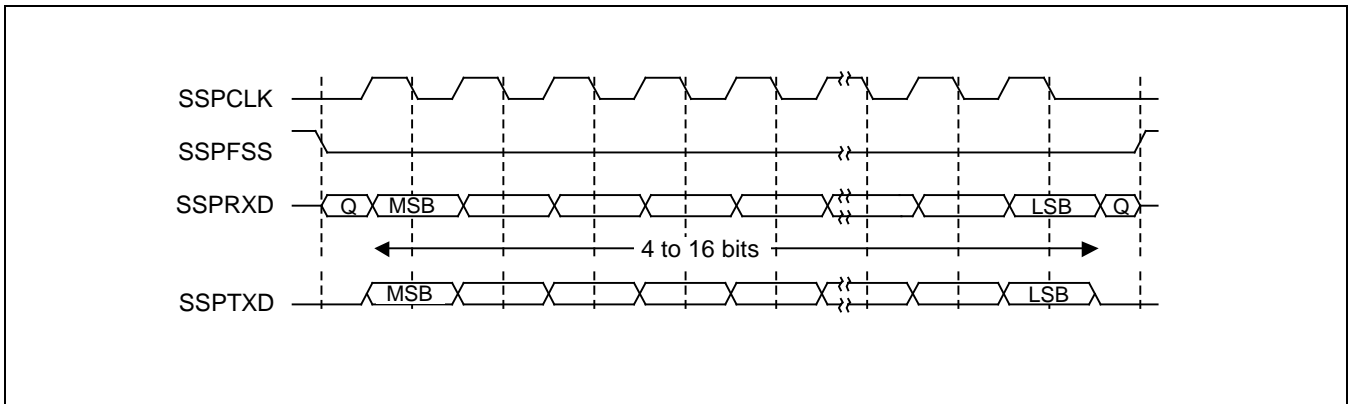 SSPCLK
SSPFSS
SSPRXD Q MSB LSB Q
4 to 16 bits
SSPTXD MSB LSB